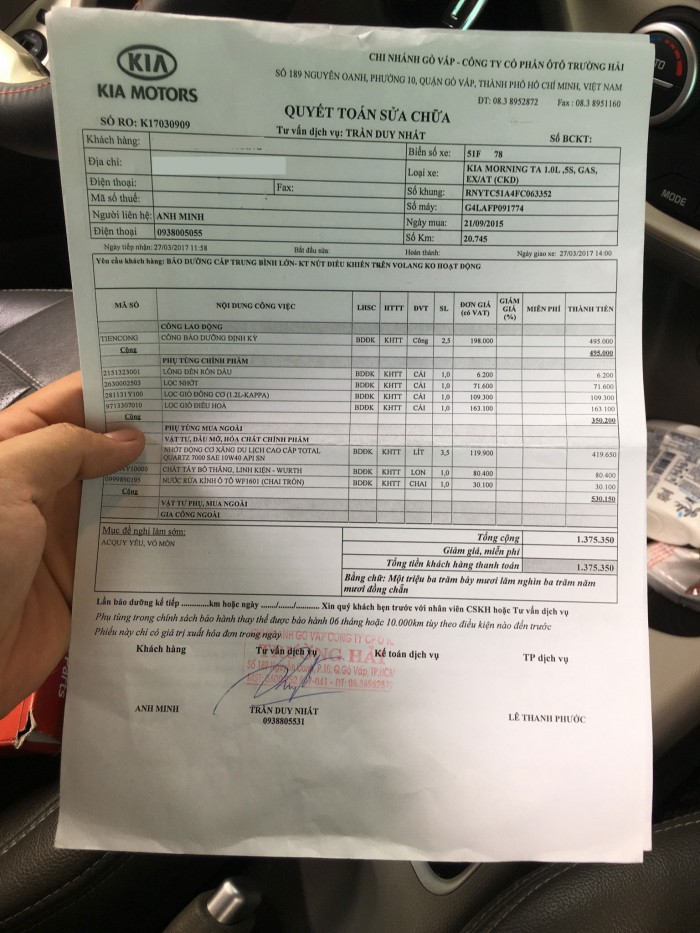 KIA
KIA MOTORS
CHI NHÁNH GÒ VẤP - CÔNG TY CỔ PHẦN ÔTÔ TRƯỜNG HẢI
SỐ 189 NGUYỄN OANH, PHƯỜNG 10, QUẬN GÒ VẤP, THÀNH PHỐ HỒ CHÍ MINH, VIỆT NAM
DT: 08.3 8952872 Fax : 08.3 8951160
SỐ RO: K17030909
QUYẾT TOÁN SỬA CHỮA
Tư vấn dịch vụ: TRẦN DUY NHẤT
Số BCKT:
Khách hàng:
Biển số xe: 51F 78
Địa chỉ:
Loại xe: KIA MORNING TA 1.0L ,5S, GAS, EX/AT (CKD)
Điện thoại: Fax:
Số khung: RNYTC51A4FC063352
Mã số thuế:
Số máy: G4LAFP091774
Người liên hệ: ANH MINH
Ngày mua: 21/09/2015
Điện thoại 0938005055
Số Km: 20.745
Ngày tiếp nhận: 27/03/2017 11:58 Bắt đầu sửa: Hoàn thành: Ngày giao xe: 27/03/2017 14:00
Yêu cầu khách hàng: BẢO DƯỠNG CẤP TRUNG BÌNH LỚN- KT NÚT ĐIỀU KHIỂN TRÊN VOLANG KO HOẠT ĐỘNG
MÃ SỐ NỘI DUNG CÔNG VIỆC LHSC HTTT DVT SL ĐƠN GIÁ (có VAT) GIẢM GIÁ (%) MIỄN PHÍ THÀNH TIỀN
CÔNG LAO ĐỘNG
TIENCONG CÔNG BẢO DƯỠNG ĐỊNH KỲ BDDK KHTT Công 2,5 198.000 495.000
Cộng 495.000
PHỤ TÙNG CHÍNH PHẨM
2151323001 LÔNG ĐỀN KÔN DẦU BDDK KHTT CÁI 1,0 6.200 6.200
2630002503 LỌC NHỚT BDDK KHTT CÁI 1,0 71.600 71.600
281131Y100 LỌC GIÓ ĐỘNG CƠ (1.2L-KAPPA) BDDK KHTT CÁI 1,0 109.300 109.300
9713307010 LỌC GIÓ ĐIỀU HOÀ BDDK KHTT CÁI 1,0 163.100 163.100
Cộng 350.200
PHỤ TÙNG MUA NGOÀI
VẬT TƯ, DẦU MỠ, HÓA CHẤT CHÍNH PHẨM
NHỚT ĐỘNG CƠ XĂNG DU LỊCH CAO CẤP TOTAL QUARTZ 7000 SAE 10W40 API SN BDDK KHTT LÍT 3,5 119.900 419.650
Y10000 CHẤT TẨY BỐ THẮNG, LINH KIỆN - WURTH BDDK KHTT LON 1,0 80.400 80.400
0999850195 NƯỚC RỬA KÍNH Ô TÔ WP1601 (CHAI TRÒN) BDDK KHTT CHAI 1,0 30.100 30.100
Cộng 530.150
VẬT TƯ PHỤ, MUA NGOÀI
GIA CÔNG NGOÀI
Mục đề nghị làm sớm:
ACQUY YẾU, VỎ MÒN
Tổng cộng 1.375.350
Giảm giá, miễn phí
Tổng tiền khách hàng thanh toán 1.375.350
Bằng chữ: Một triệu ba trăm bảy mươi lăm nghìn ba trăm năm mươi đồng chẵn
Lần bảo dưỡng kế tiếp ............km hoặc ngày ....../....../...... Xin quý khách hẹn trước với nhân viên CSKH hoặc Tư vấn dịch vụ
Phụ tùng trong chính sách bảo hành thay thế được bảo hành 06 tháng hoặc 10.000km tùy theo điều kiện nào đến trước
Phiếu này chỉ có giá trị xuất hóa đơn trong ngày
Khách hàng Tư vấn dịch vụ Kế toán dịch vụ TP dịch vụ
ANH MINH TRẦN DUY NHẤT LÊ THANH PHƯỚC
0938805531
MODE